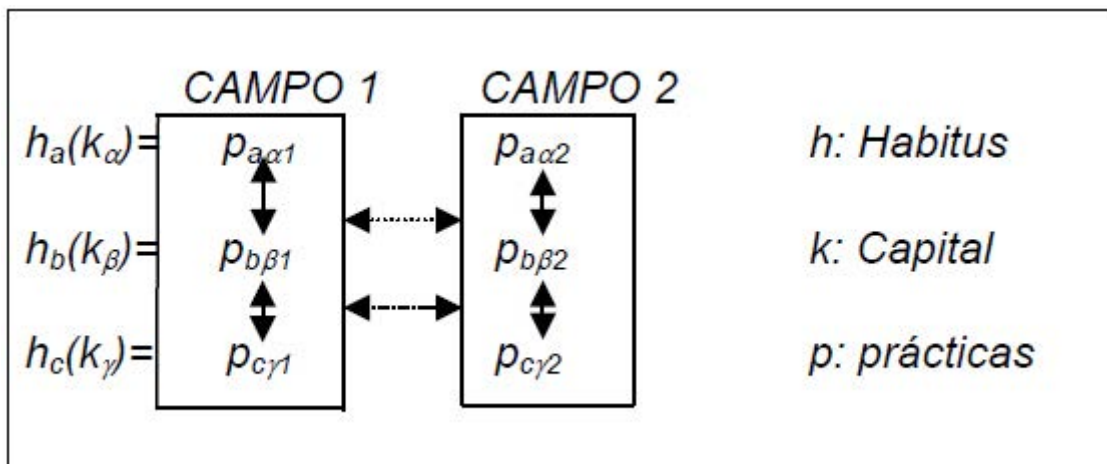 CAMPO 1 CAMPO 2
hₐ(k_α)= p_aα1 p_aα2 h: Habitus
h_b(k_β)= p_bβ1 p_bβ2 k: Capital
h_c(k_γ)= p_cγ1 p_cγ2 p: prácticas